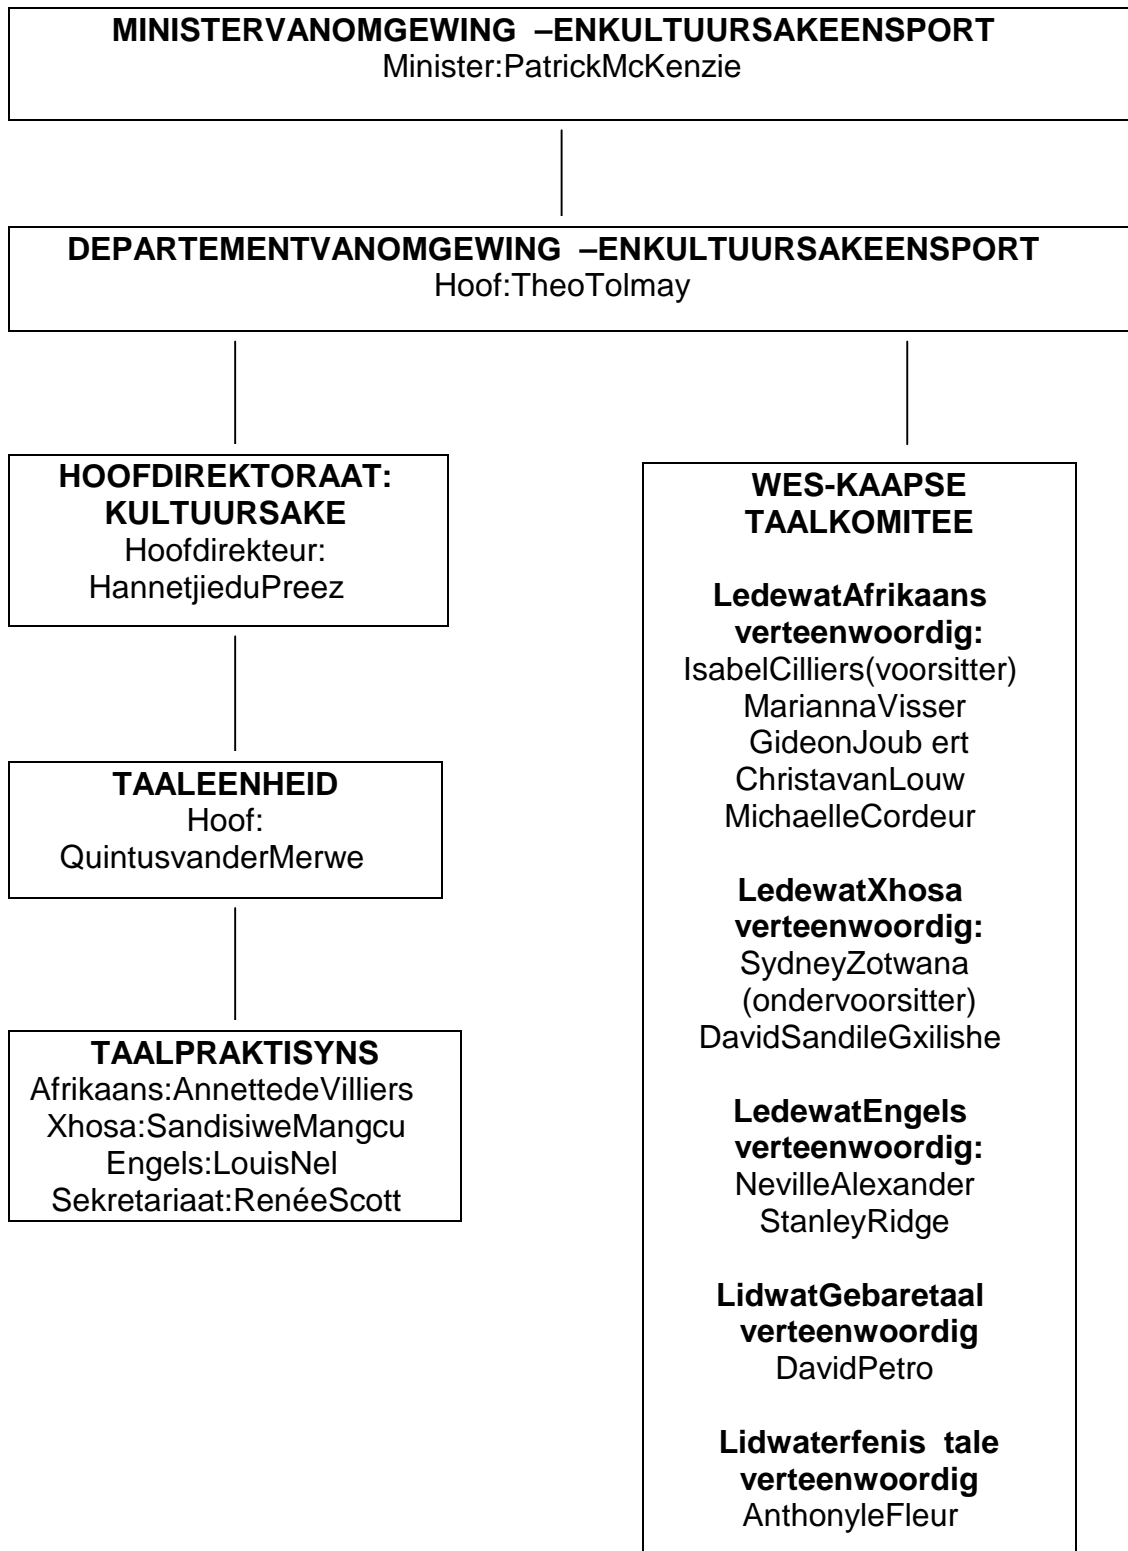 MINISTERVANOMGEWING –ENKULTUURSAKEENSPORT
Minister:PatrickMcKenzie
DEPARTEMENTVANOMGEWING –ENKULTUURSAKEENSPORT
Hoof:TheoTolmay
HOOFDIREKTORAAT:
KULTUURSAKE
Hoofdirekteur:
HannetjieduPreez
TAALEENHEID
Hoof:
QuintusvanderMerwe
TAALPRAKTISYNS
Afrikaans:AnnettedeVilliers
Xhosa:SandisiweMangcu
Engels:LouisNel
Sekretariaat:RenéeScott
WES-KAAPSE
TAALKOMITEE
LedewatAfrikaans
verteenwoordig:
IsabelCilliers(voorsitter)
MariannaVisser
GideonJoub ert
ChristavanLouw
MichaelleCordeur
LedewatXhosa
verteenwoordig:
SydneyZotwana
(ondervoorsitter)
DavidSandileGxilishe
LedewatEngels
verteenwoordig:
NevilleAlexander
StanleyRidge
LidwatGebaretaal
verteenwoordig
DavidPetro
Lidwaterfenis tale
verteenwoordig
AnthonyleFleur